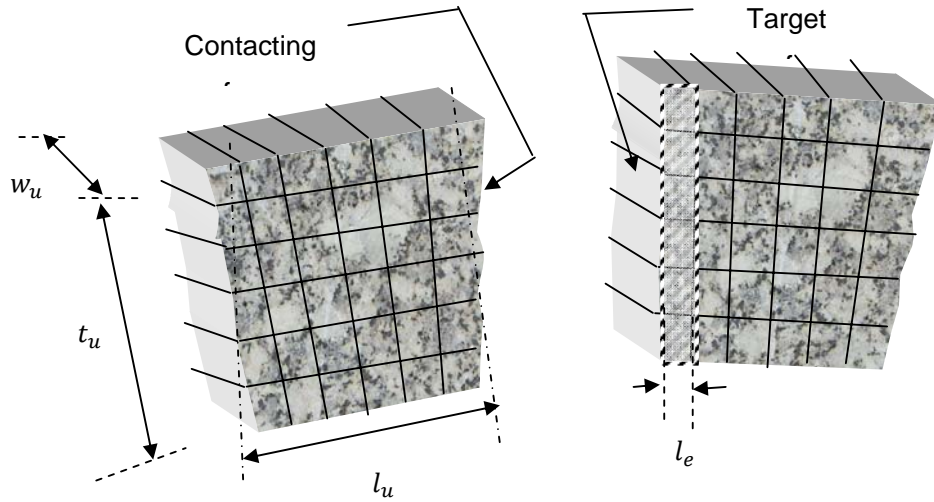 Contacting
Target
w_u
t_u
l_u
l_e